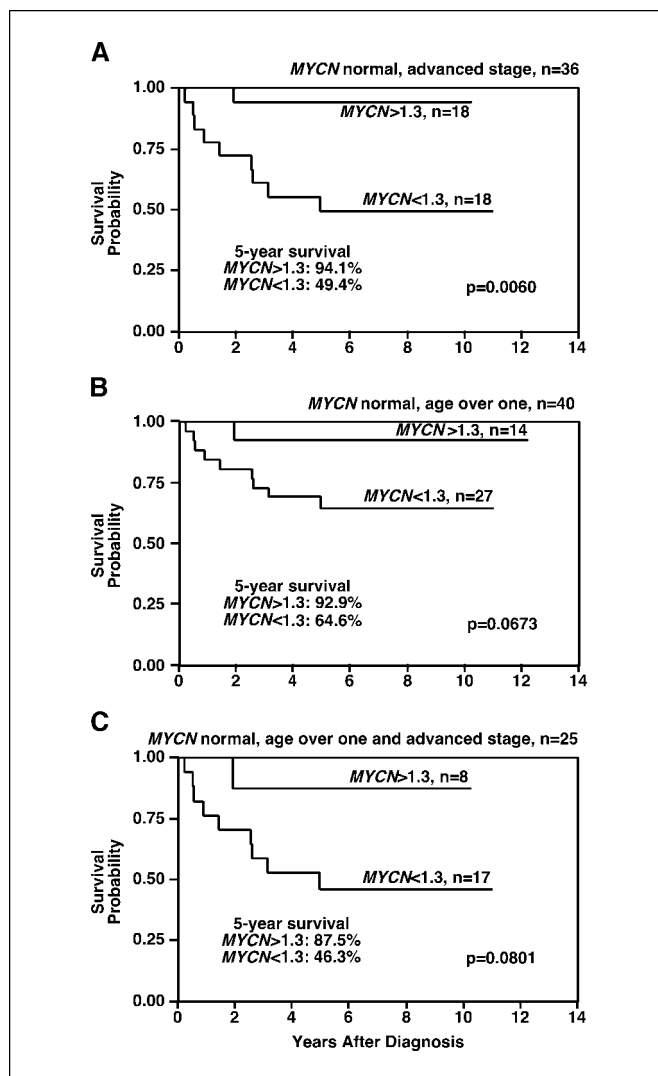 A
MYCN normal, advanced stage, n=36
1.00
MYCN>1.3, n=18
0.75
Survival
Probability
0.50
MYCN<1.3, n=18
5-year survival
0.25
MYCN>1.3: 94.1%
MYCN<1.3: 49.4%
p=0.0060
0.00
0 2 4 6 8 10 12 14
B
MYCN normal, age over one, n=40
1.00
MYCN>1.3, n=14
0.75
MYCN<1.3, n=27
Survival
Probability
0.50
5-year survival
0.25
MYCN>1.3: 92.9%
MYCN<1.3: 64.6%
p=0.0673
0.00
0 2 4 6 8 10 12 14
C
MYCN normal, age over one and advanced stage, n=25
1.00
MYCN>1.3, n=8
0.75
Survival
Probability
0.50
MYCN<1.3, n=17
5-year survival
0.25
MYCN>1.3: 87.5%
MYCN<1.3: 46.3%
p=0.0801
0.00
0 2 4 6 8 10 12 14
Years After Diagnosis